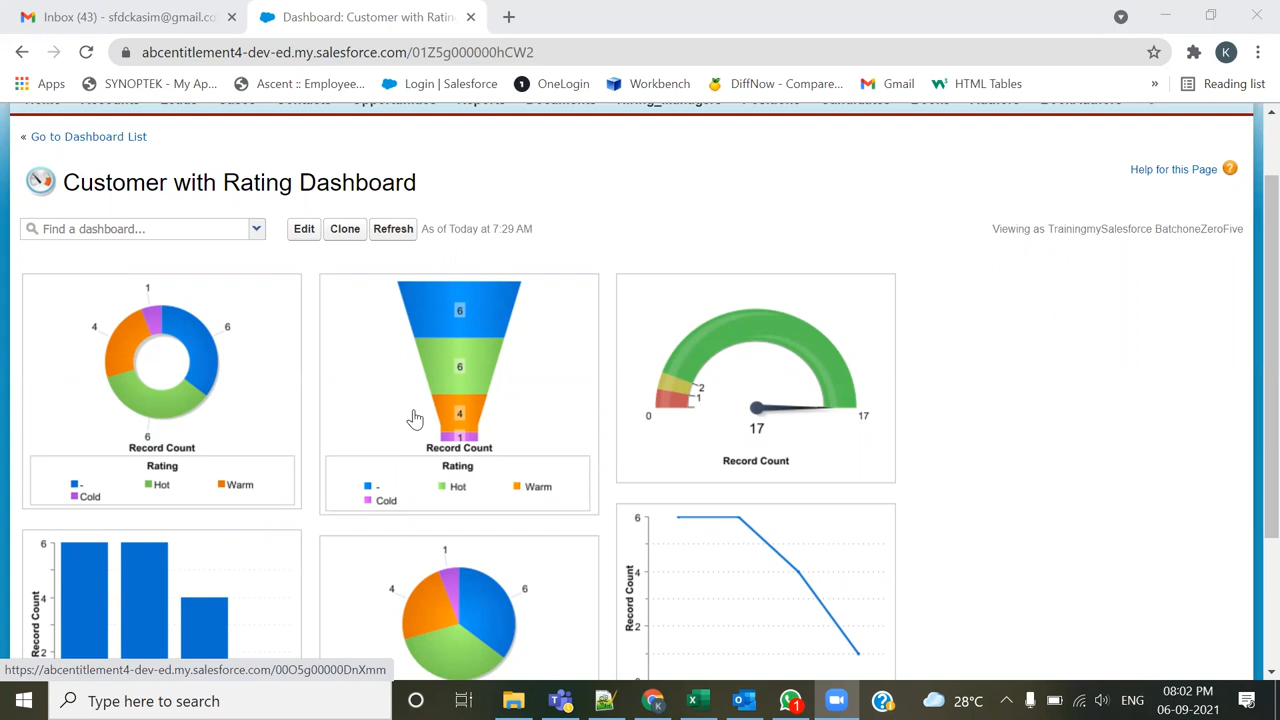 Inbox (43) - sfdckasim@gmail.co
Dashboard: Customer with Ratin
abcentitlement4-dev-ed.my.salesforce.com/01Z5g000000hCW2
K
Apps
SYNOPTEK - My Ap...
Ascent :: Employee...
Login | Salesforce
OneLogin
Workbench
DiffNow - Compare...
Gmail
HTML Tables
»
Reading list
« Go to Dashboard List
Customer with Rating Dashboard
Help for this Page
Find a dashboard...
Edit
Clone
Refresh
As of Today at 7:29 AM
Viewing as TrainingmySalesforce BatchoneZeroFive
1
4
6
6
Record Count
Rating
-
Hot
Warm
Cold
6
6
4
1
Record Count
Rating
-
Hot
Warm
Cold
0
1
2
17
17
Record Count
6
4
2
Record Count
1
4
6
6
4
2
Record Count
https://abcentitlement4-dev-ed.my.salesforce.com/00O5g00000DnXmm
Type here to search
1
28°C
ENG
08:02 PM
06-09-2021